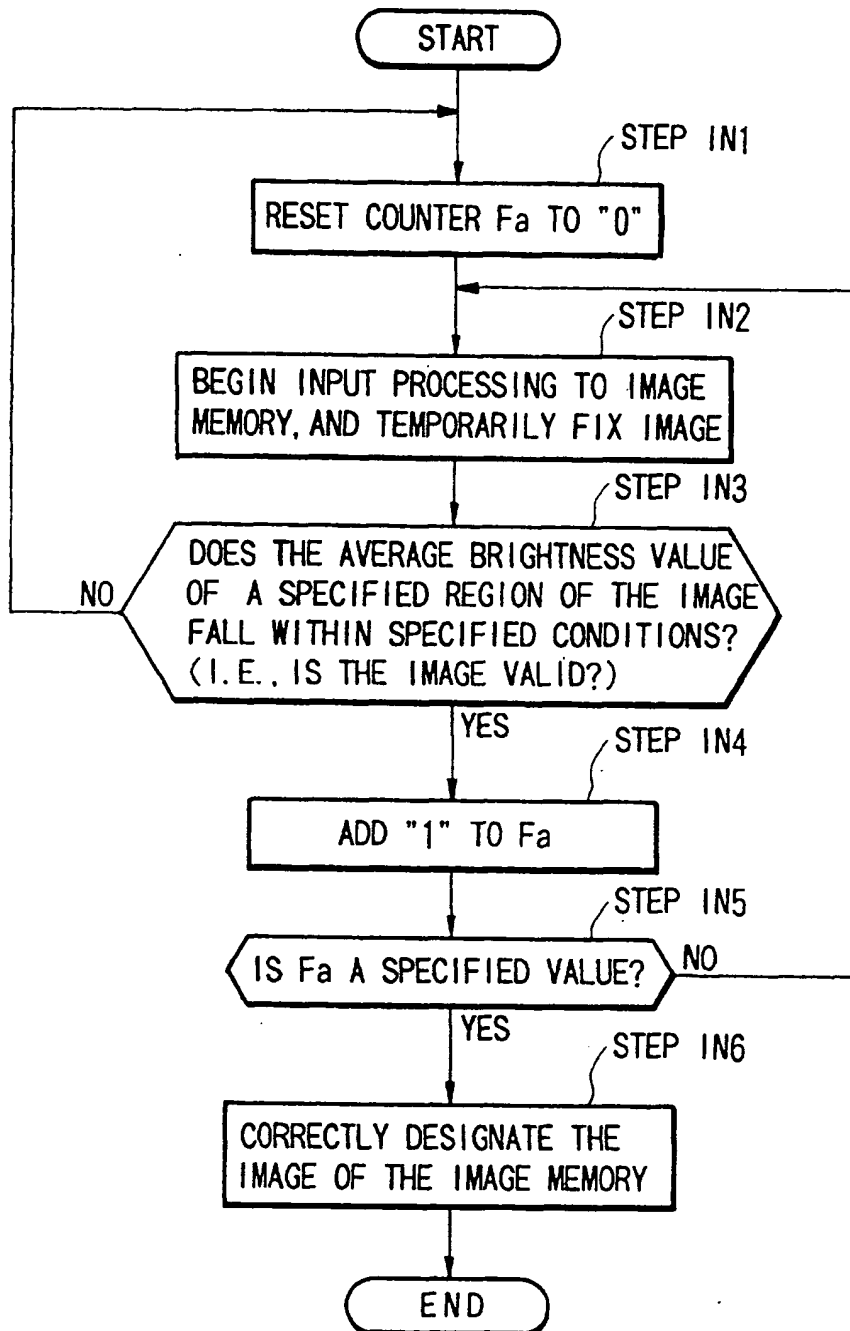 START
STEP IN1
RESET COUNTER Fa TO "0"
STEP IN2
BEGIN INPUT PROCESSING TO IMAGE
MEMORY, AND TEMPORARILY FIX IMAGE
STEP IN3
DOES THE AVERAGE BRIGHTNESS VALUE
OF A SPECIFIED REGION OF THE IMAGE
FALL WITHIN SPECIFIED CONDITIONS?
(I.E., IS THE IMAGE VALID?)
NO
YES
STEP IN4
ADD "1" TO Fa
STEP IN5
IS Fa A SPECIFIED VALUE?
NO
YES
STEP IN6
CORRECTLY DESIGNATE THE
IMAGE OF THE IMAGE MEMORY
END